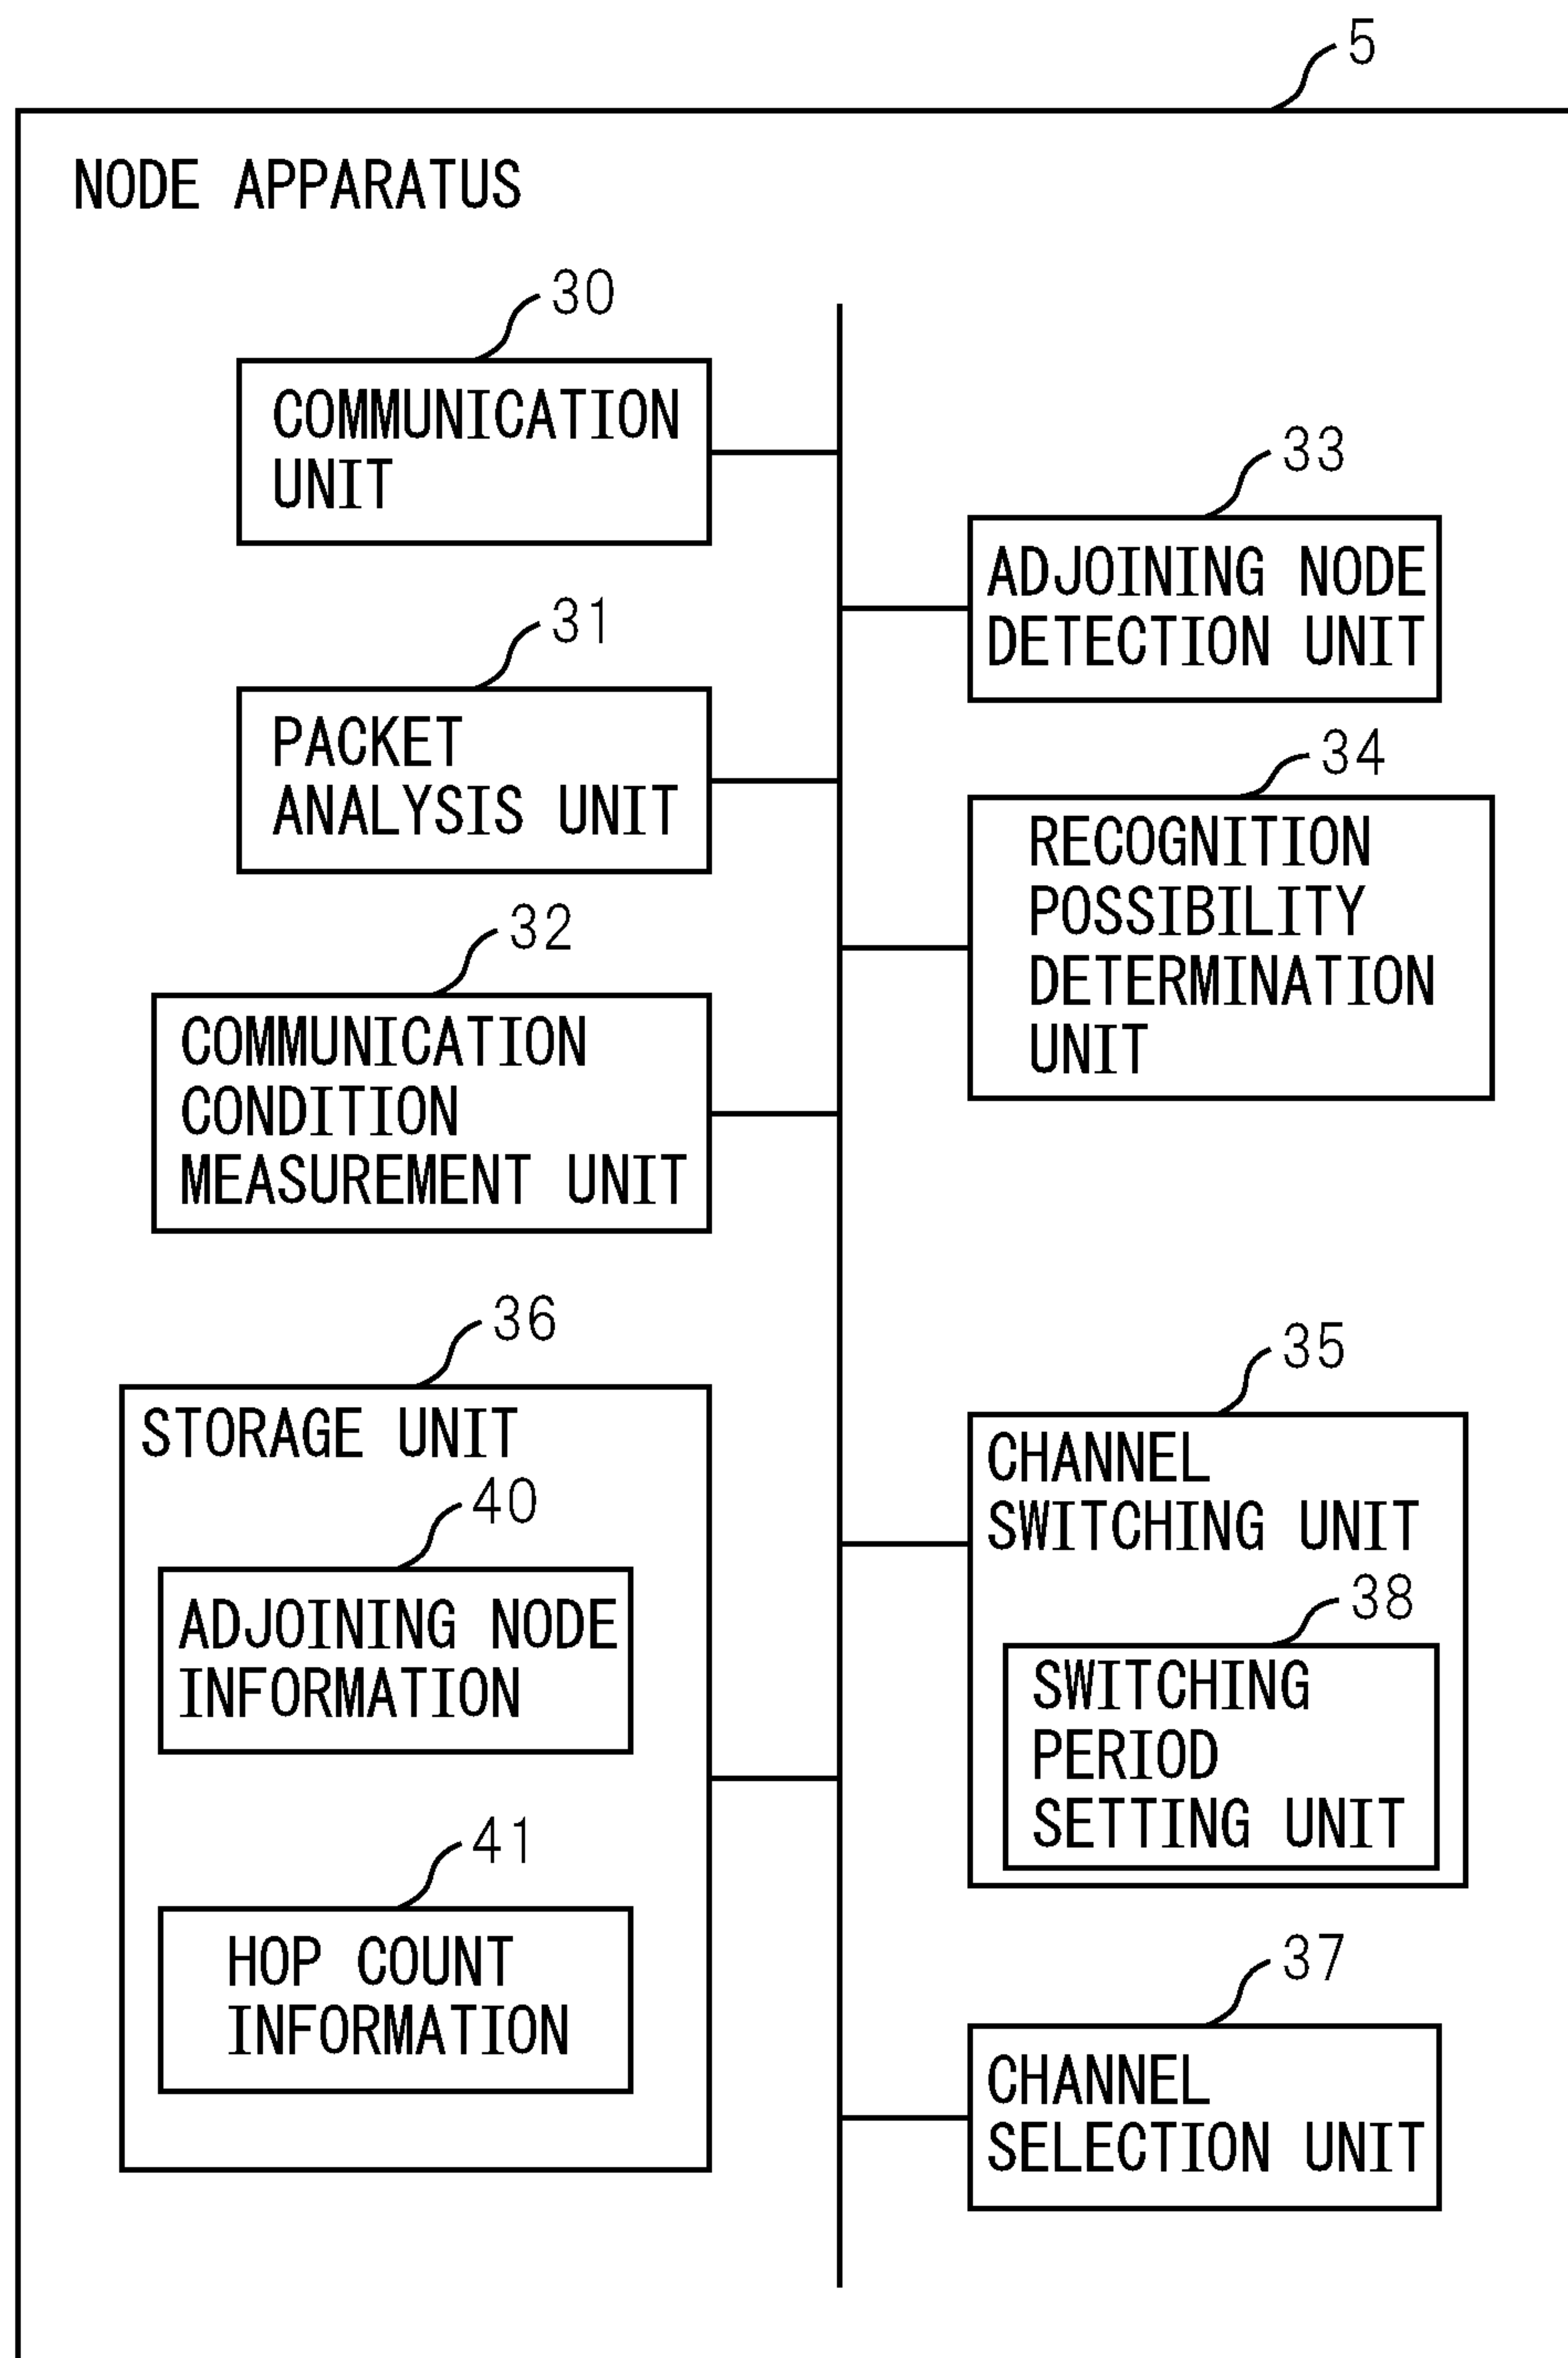 5
NODE APPARATUS
30
COMMUNICATION
UNIT
31
PACKET
ANALYSIS UNIT
32
COMMUNICATION
CONDITION
MEASUREMENT UNIT
36
STORAGE UNIT
40
ADJOINING NODE
INFORMATION
41
HOP COUNT
INFORMATION
33
ADJOINING NODE
DETECTION UNIT
34
RECOGNITION
POSSIBILITY
DETERMINATION
UNIT
35
CHANNEL
SWITCHING UNIT
38
SWITCHING
PERIOD
SETTING UNIT
37
CHANNEL
SELECTION UNIT